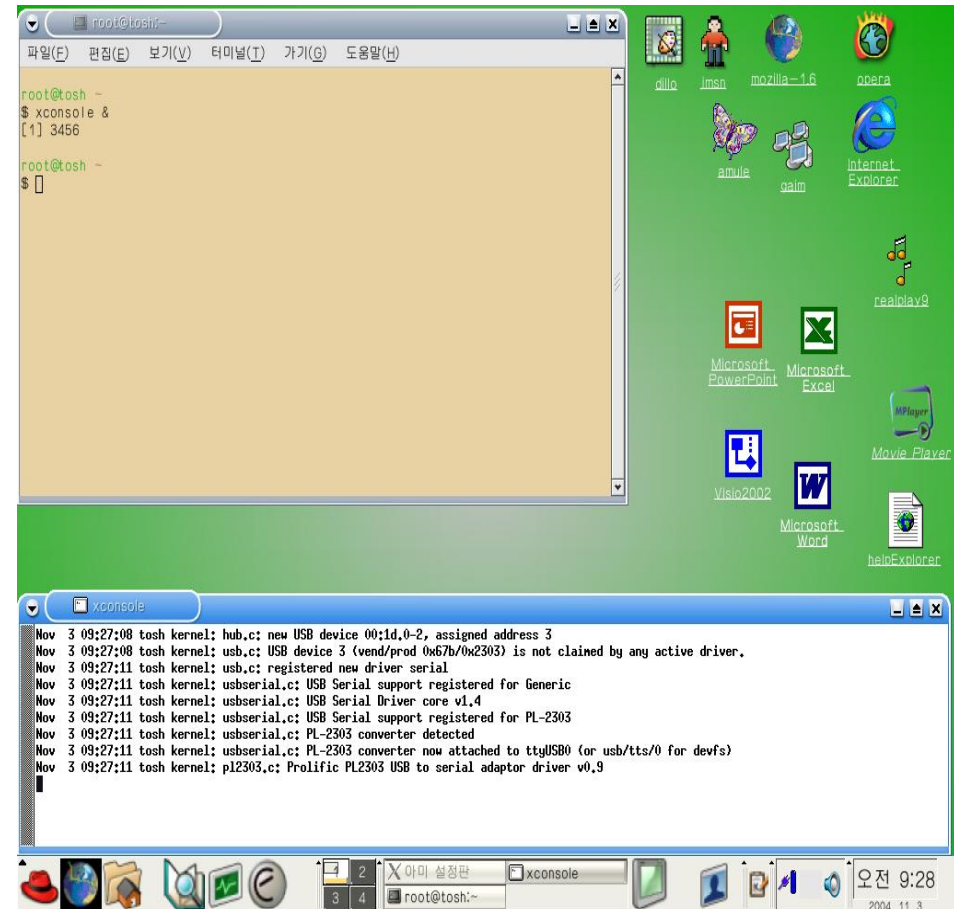 root@tosh:~
파일(F) 편집(E) 보기(V) 터미널(T) 가기(G) 도움말(H)
root@tosh ~
$ xconsole &
[1] 3456
root@tosh ~
$
dillo
imsn
mozilla-1.6
opera
amule
gaim
Internet
Explorer
realplay9
Microsoft
PowerPoint
Microsoft
Excel
MPlayer
Movie Player
Visio2002
Microsoft
Word
helpExplorer
xconsole
Nov 3 09:27:08 tosh kernel: hub.c: new USB device 00:1d.0-2, assigned address 3
Nov 3 09:27:08 tosh kernel: usb.c: USB device 3 (vend/prod 0x67b/0x2303) is not claimed by any active driver.
Nov 3 09:27:11 tosh kernel: usb.c: registered new driver serial
Nov 3 09:27:11 tosh kernel: usbserial.c: USB Serial support registered for Generic
Nov 3 09:27:11 tosh kernel: usbserial.c: USB Serial Driver core v1.4
Nov 3 09:27:11 tosh kernel: usbserial.c: USB Serial support registered for PL-2303
Nov 3 09:27:11 tosh kernel: usbserial.c: PL-2303 converter detected
Nov 3 09:27:11 tosh kernel: usbserial.c: PL-2303 converter now attached to ttyUSB0 (or usb/tts/0 for devfs)
Nov 3 09:27:11 tosh kernel: pl2303.c: Prolific PL2303 USB to serial adaptor driver v0.9
1 2
3 4
아미 설정판
xconsole
root@tosh:~
오전 9:28
2004 11 3